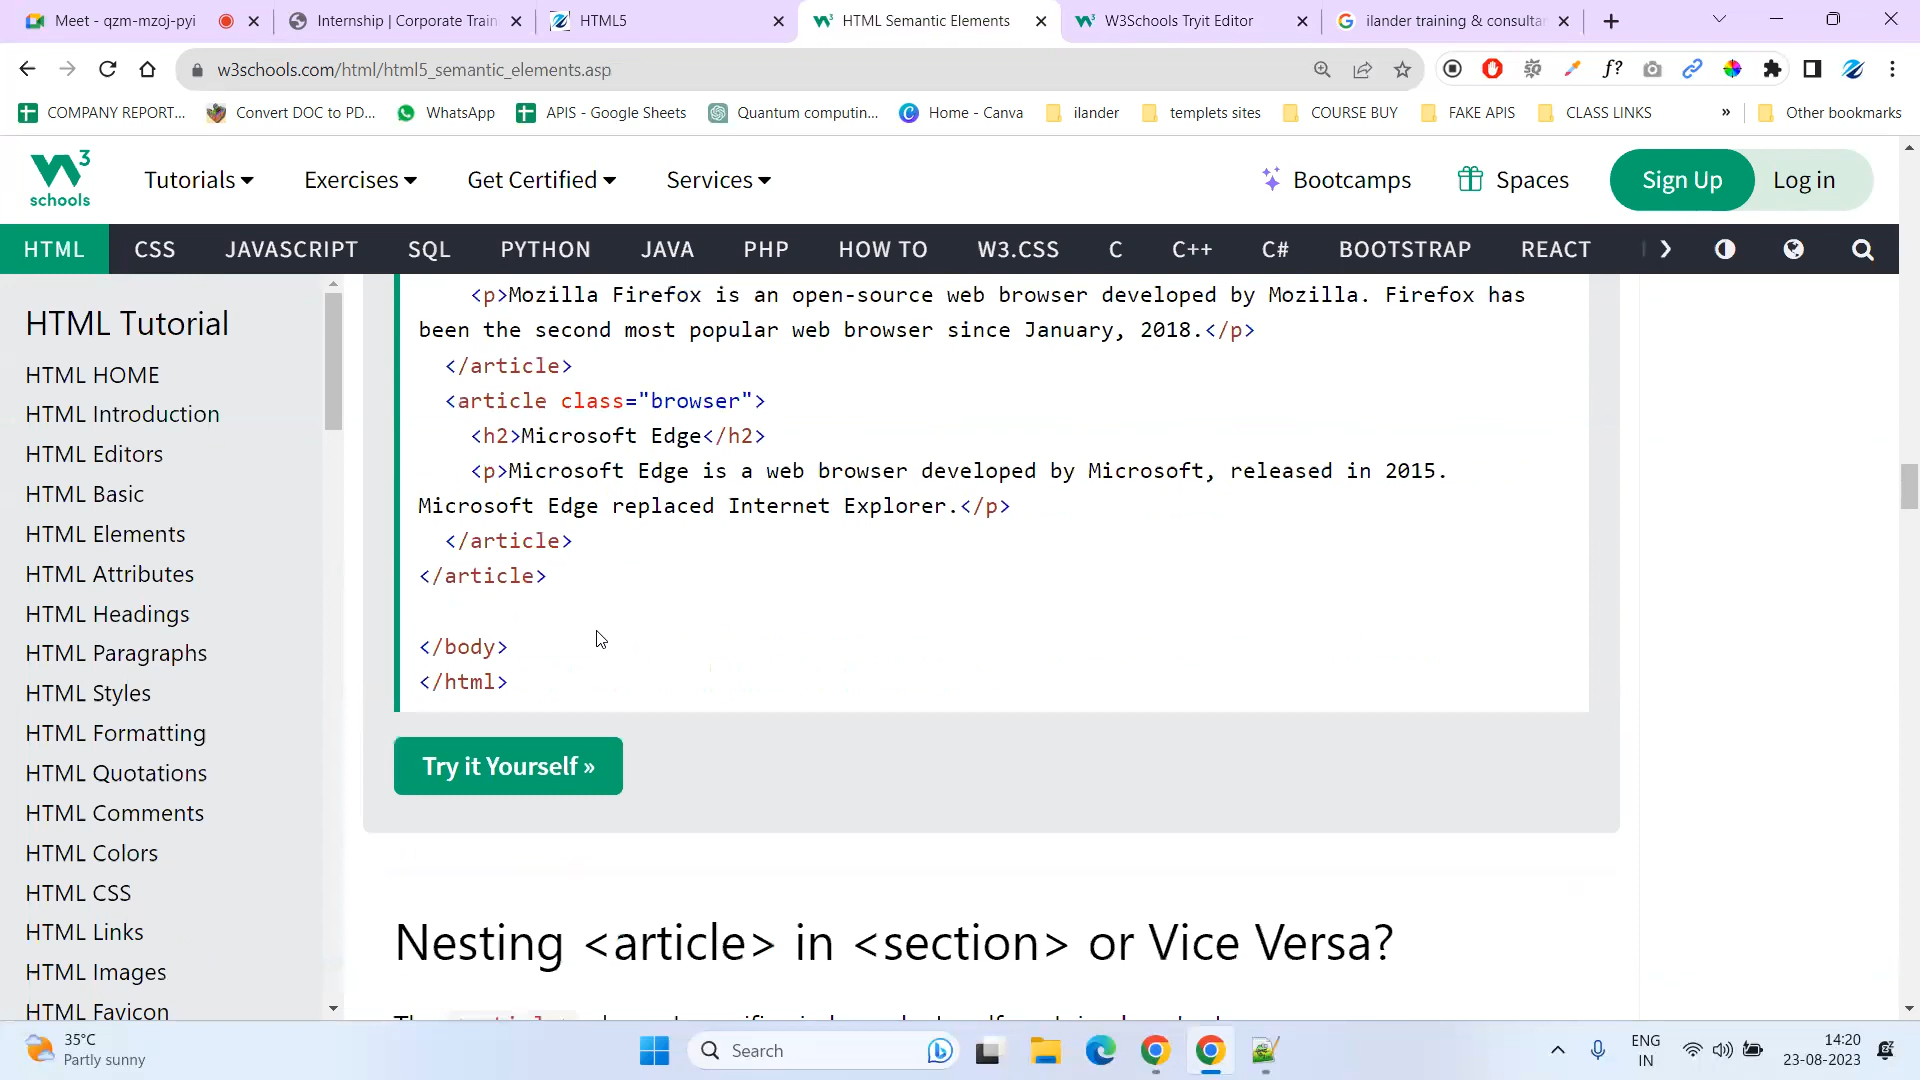 Meet - qzm-mzoj-pyi
Internship | Corporate Train
HTML5
HTML Semantic Elements
W3Schools Tryit Editor
ilander training & consultan
w3schools.com/html/html5_semantic_elements.asp
f?
COMPANY REPORT...
Convert DOC to PD...
WhatsApp
APIS - Google Sheets
Quantum computin...
Home - Canva
ilander
templets sites
COURSE BUY
FAKE APIS
CLASS LINKS
»
Other bookmarks
W3
schools
Tutorials
Exercises
Get Certified
Services
Bootcamps
Spaces
Sign Up
Log in
HTML
CSS
JAVASCRIPT
SQL
PYTHON
JAVA
PHP
HOW TO
W3.CSS
C
C++
C#
BOOTSTRAP
REACT
HTML Tutorial
HTML HOME
HTML Introduction
HTML Editors
HTML Basic
HTML Elements
HTML Attributes
HTML Headings
HTML Paragraphs
HTML Styles
HTML Formatting
HTML Quotations
HTML Comments
HTML Colors
HTML CSS
HTML Links
HTML Images
HTML Favicon
<p>Mozilla Firefox is an open-source web browser developed by Mozilla. Firefox has
been the second most popular web browser since January, 2018.</p>
</article>
<article class="browser">
<h2>Microsoft Edge</h2>
<p>Microsoft Edge is a web browser developed by Microsoft, released in 2015.
Microsoft Edge replaced Internet Explorer.</p>
</article>
</article>
</body>
</html>
Try it Yourself »
Nesting <article> in <section> or Vice Versa?
35°C
Partly sunny
Search
ENG
IN
14:20
23-08-2023